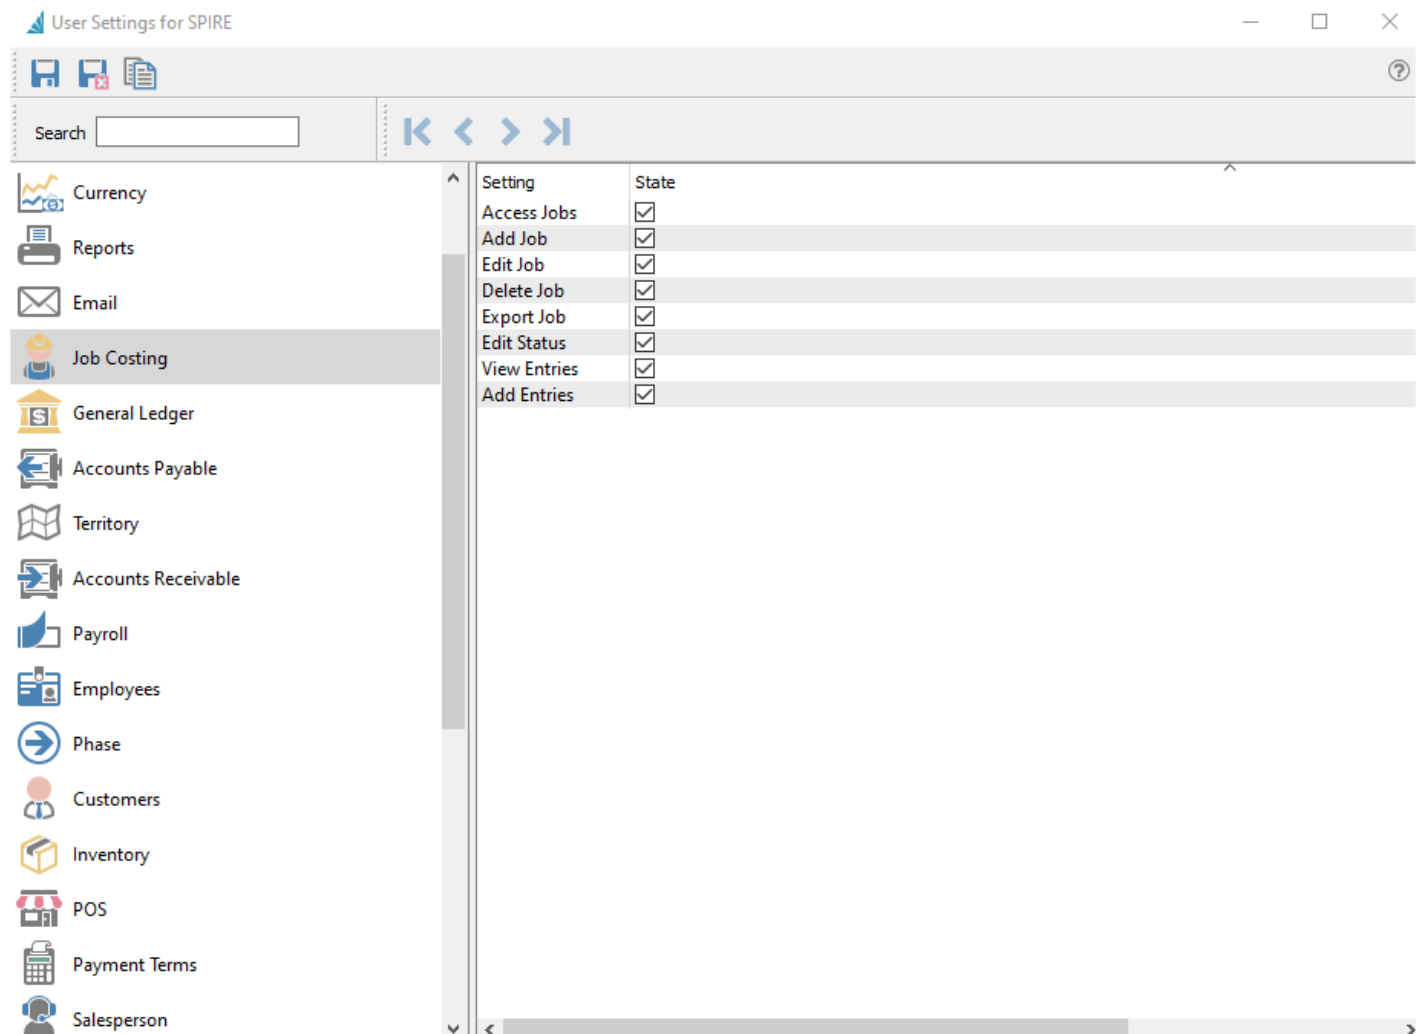 User Settings for SPIRE
Search
Currency
Reports
Email
Job Costing
General Ledger
Accounts Payable
Territory
Accounts Receivable
Payroll
Employees
Phase
Customers
Inventory
POS
Payment Terms
Salesperson
Setting State
Access Jobs
Add Job
Edit Job
Delete Job
Export Job
Edit Status
View Entries
Add Entries